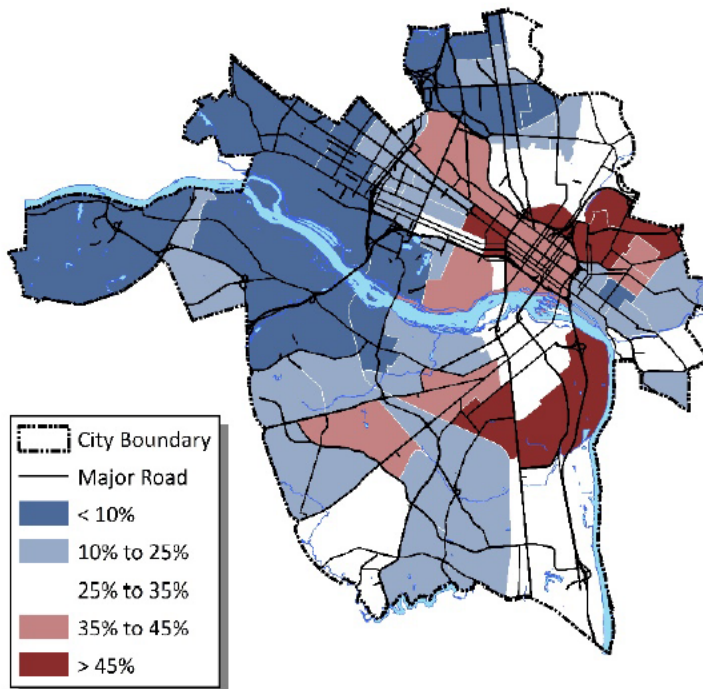 City Boundary
Major Road
< 10%
10% to 25%
25% to 35%
35% to 45%
> 45%